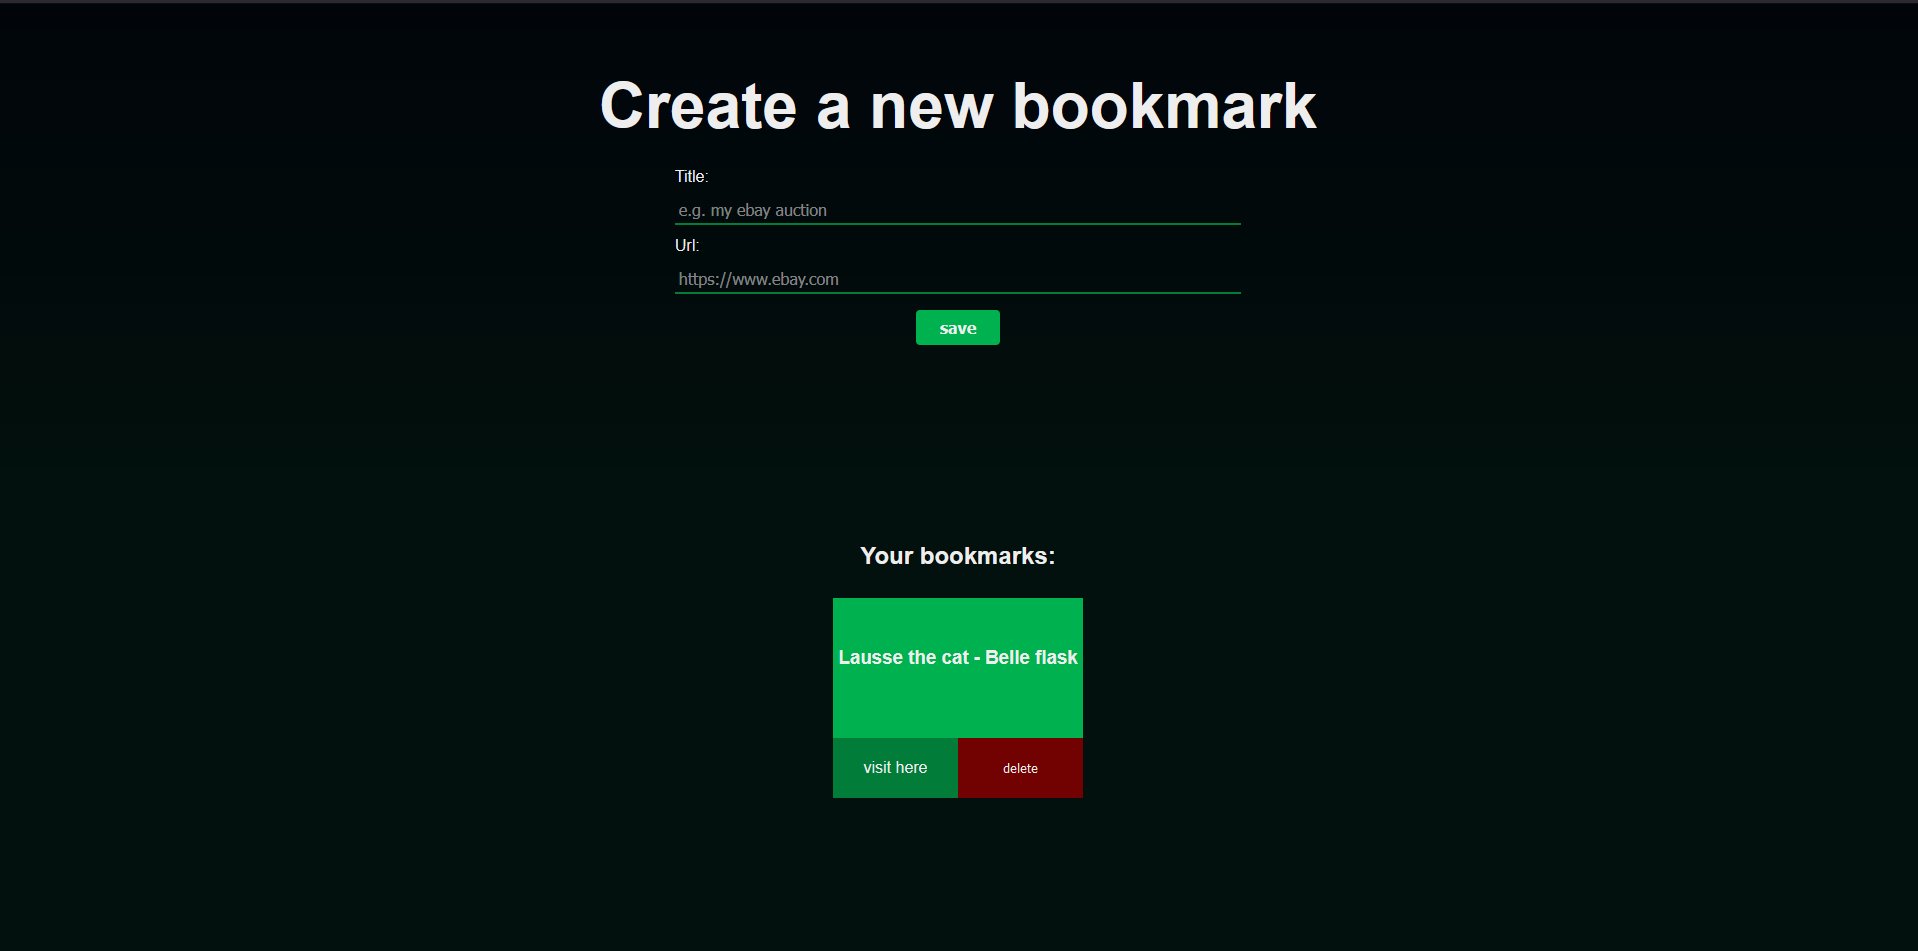 Create a new bookmark
Title:
e.g. my ebay auction
Url:
https://www.ebay.com
save
Your bookmarks:
Lausse the cat - Belle flask
visit here
delete